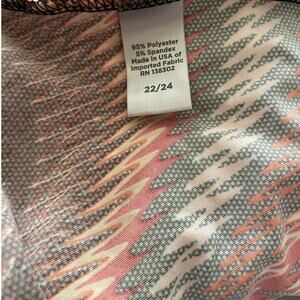 95% Polyester
5% Spandex
Made in USA of
Imported Fabric
RN 138302
22/24